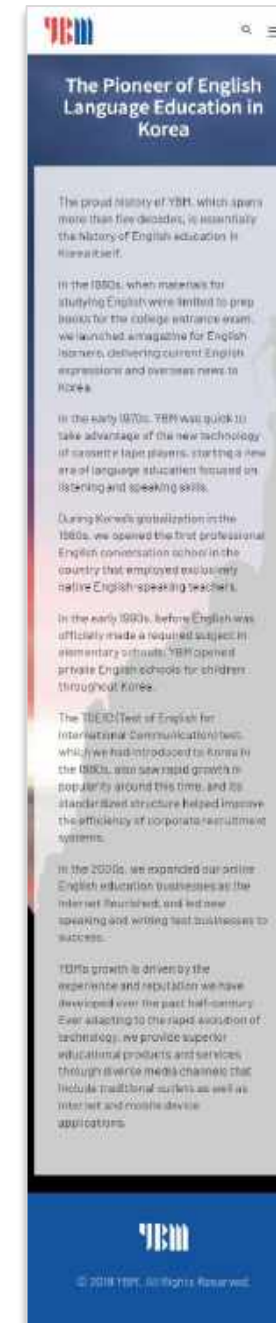 YBM
The Pioneer of English
Language Education in
Korea
The proud history of YBM, which spans
more than five decades, is essentially
the history of English education in
Korea itself.
In the 1960s, when materials for
studying English were limited to prep
books for the college entrance exam,
we launched a magazine for English
learners, delivering current English
expressions and overseas news to
Korea.
In the early 1970s, YBM was quick to
take advantage of the new technology
of cassette tape players, starting a new
era of language education focused on
listening and speaking skills.
During Korea's globalization in the
1980s, we opened the first professional
English conversation school in the
country that employed exclusively
native English-speaking teachers.
In the early 1990s, before English was
officially made a required subject in
elementary schools, YBM opened
private English schools for children
throughout Korea.
The TOEIC (Test of English for
International Communication) test,
which we had introduced to Korea in
the 1980s, also saw rapid growth in
popularity around this time, and its
standardized structure helped improve
the efficiency of corporate recruitment
systems.
In the 2000s, we expanded our online
English education businesses as the
Internet flourished, and led new
speaking and writing test businesses to
success.
YBM's growth is driven by the
experience and reputation we have
developed over the past half-century.
Ever adapting to the rapid evolution of
technology, we provide superior
educational products and services
through diverse media channels that
include traditional outlets as well as
internet and mobile device
applications.
YBM
© 2018 YBM. All Rights Reserved.